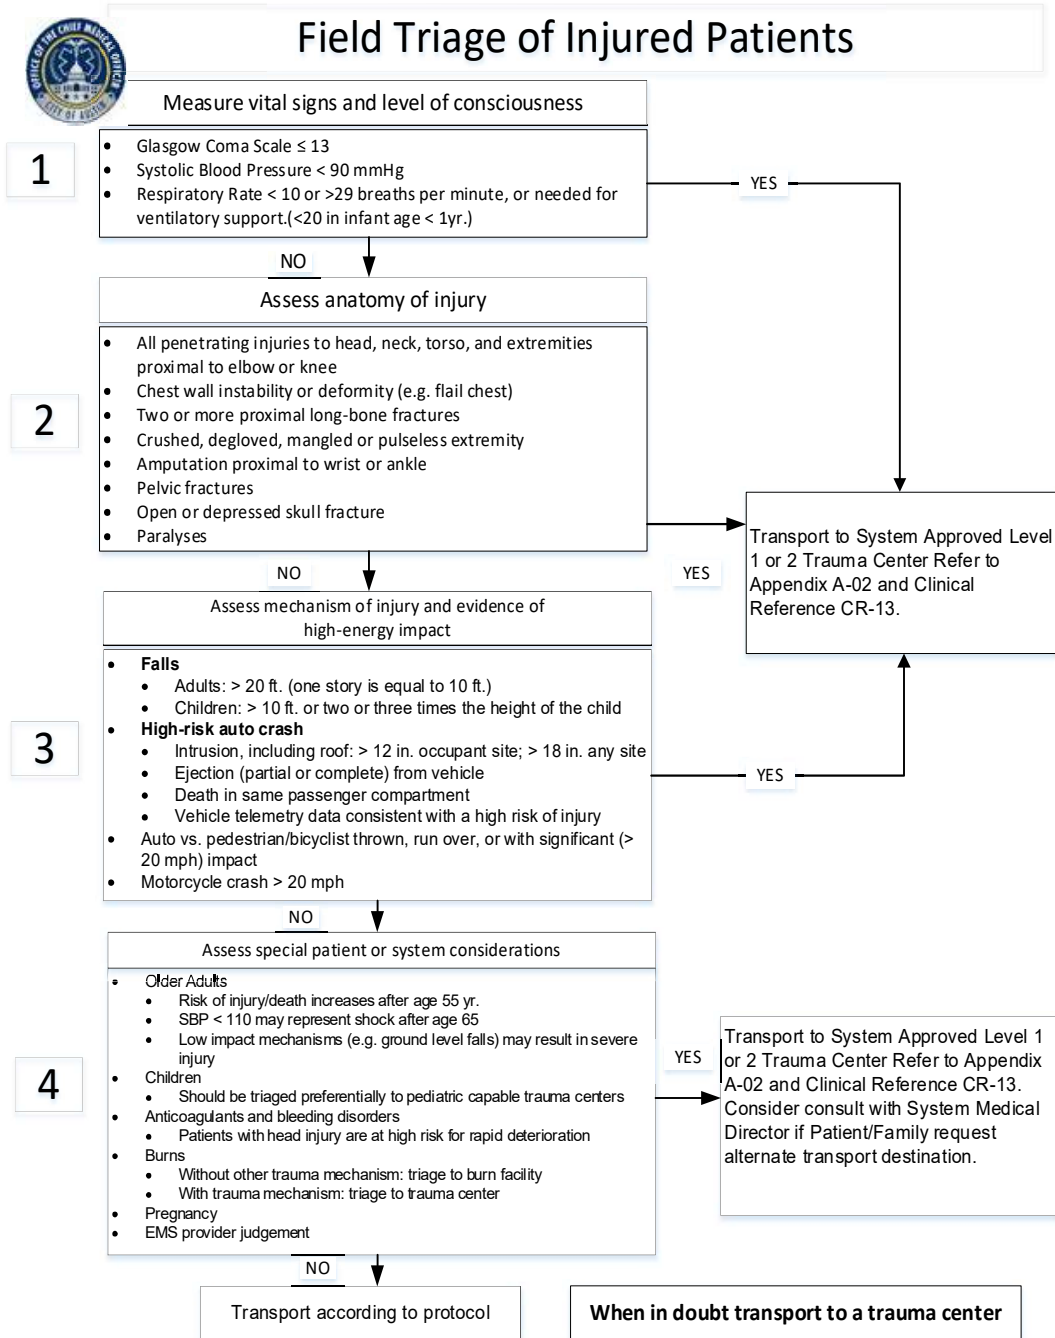 Field Triage of Injured Patients
OFFICE OF THE CHIEF MEDICAL OFFICER
CITY OF AUSTIN
Measure vital signs and level of consciousness
1
• Glasgow Coma Scale ≤ 13
• Systolic Blood Pressure < 90 mmHg
• Respiratory Rate < 10 or >29 breaths per minute, or needed for
ventilatory support.(<20 in infant age < 1yr.)
YES
NO
Assess anatomy of injury
2
• All penetrating injuries to head, neck, torso, and extremities
proximal to elbow or knee
• Chest wall instability or deformity (e.g. flail chest)
• Two or more proximal long-bone fractures
• Crushed, degloved, mangled or pulseless extremity
• Amputation proximal to wrist or ankle
• Pelvic fractures
• Open or depressed skull fracture
• Paralyses
YES
Transport to System Approved Level
1 or 2 Trauma Center Refer to
Appendix A-02 and Clinical
Reference CR-13.
NO
Assess mechanism of injury and evidence of
high-energy impact
3
• Falls
• Adults: > 20 ft. (one story is equal to 10 ft.)
• Children: > 10 ft. or two or three times the height of the child
• High-risk auto crash
• Intrusion, including roof: > 12 in. occupant site; > 18 in. any site
• Ejection (partial or complete) from vehicle
• Death in same passenger compartment
• Vehicle telemetry data consistent with a high risk of injury
• Auto vs. pedestrian/bicyclist thrown, run over, or with significant (>
20 mph) impact
• Motorcycle crash > 20 mph
YES
NO
Assess special patient or system considerations
4
• Older Adults
• Risk of injury/death increases after age 55 yr.
• SBP < 110 may represent shock after age 65
• Low impact mechanisms (e.g. ground level falls) may result in severe
injury
• Children
• Should be triaged preferentially to pediatric capable trauma centers
• Anticoagulants and bleeding disorders
• Patients with head injury are at high risk for rapid deterioration
• Burns
• Without other trauma mechanism: triage to burn facility
• With trauma mechanism: triage to trauma center
• Pregnancy
• EMS provider judgement
YES
Transport to System Approved Level 1
or 2 Trauma Center Refer to Appendix
A-02 and Clinical Reference CR-13.
Consider consult with System Medical
Director if Patient/Family request
alternate transport destination.
NO
Transport according to protocol
When in doubt transport to a trauma center